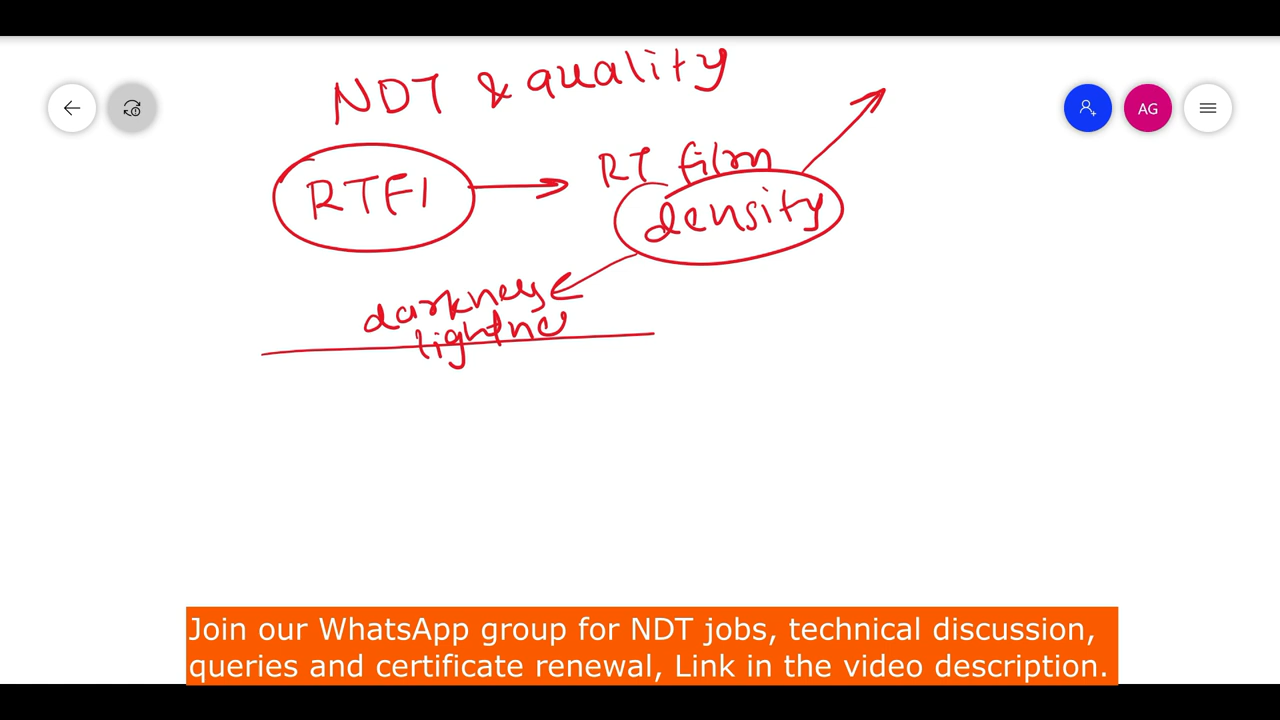 NDT & quality
AG
RTFI → RT film
density
darkness
lightne
Join our WhatsApp group for NDT jobs, technical discussion,
queries and certificate renewal, Link in the video description.